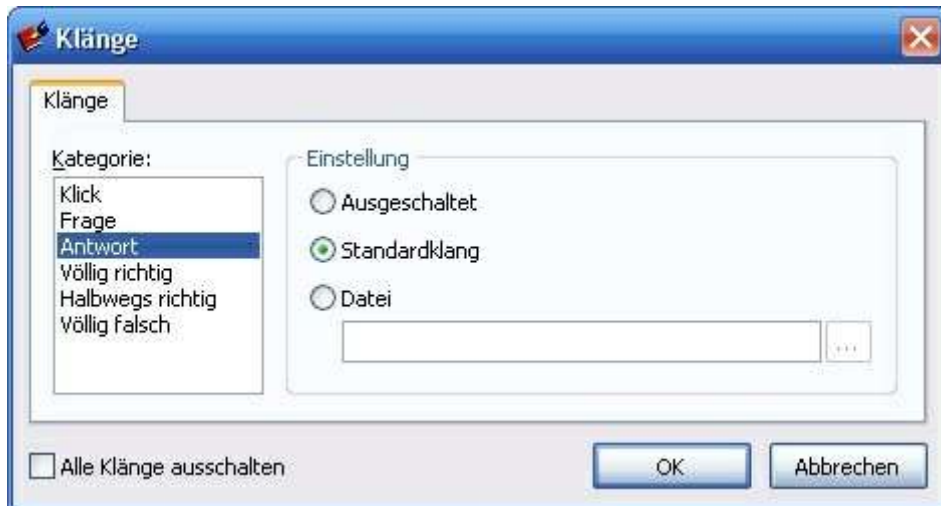 Klänge
Klänge
Kategorie:
Klick
Frage
Antwort
Völlig richtig
Halbwegs richtig
Völlig falsch
Einstellung
Ausgeschaltet
Standardklang
Datei
...
Alle Klänge ausschalten
OK
Abbrechen